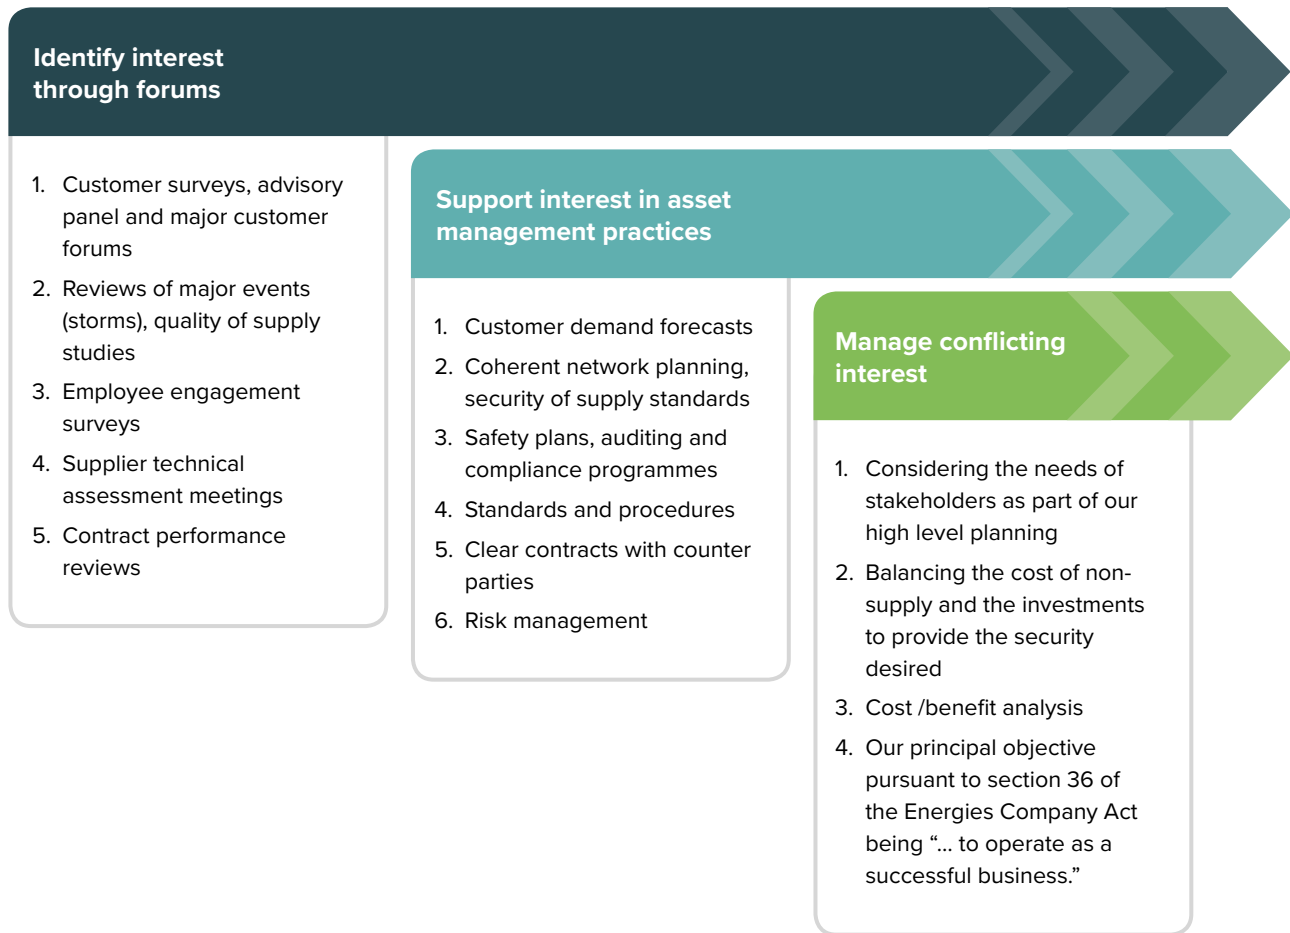 Identify interest
through forums
1. Customer surveys, advisory
panel and major customer
forums
2. Reviews of major events
(storms), quality of supply
studies
3. Employee engagement
surveys
4. Supplier technical
assessment meetings
5. Contract performance
reviews
Support interest in asset
management practices
1. Customer demand forecasts
2. Coherent network planning,
security of supply standards
3. Safety plans, auditing and
compliance programmes
4. Standards and procedures
5. Clear contracts with counter
parties
6. Risk management
Manage conflicting
interest
1. Considering the needs of
stakeholders as part of our
high level planning
2. Balancing the cost of non-
supply and the investments
to provide the security
desired
3. Cost /benefit analysis
4. Our principal objective
pursuant to section 36 of
the Energies Company Act
being “... to operate as a
successful business.”